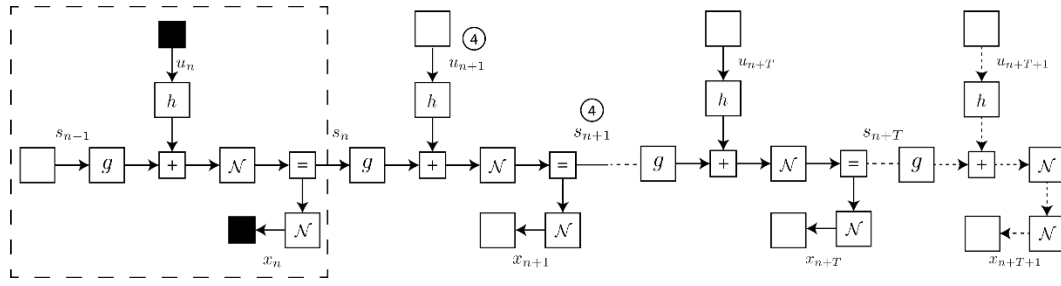 ④
u_n u_{n+1} u_{n+T} u_{n+T+1}
h h h h
④
s_{n-1} s_n s_{n+1} s_{n+T}
g + 𝒩 = g + 𝒩 = g + 𝒩 = g + 𝒩
𝒩 𝒩 𝒩 𝒩
x_n x_{n+1} x_{n+T} x_{n+T+1}